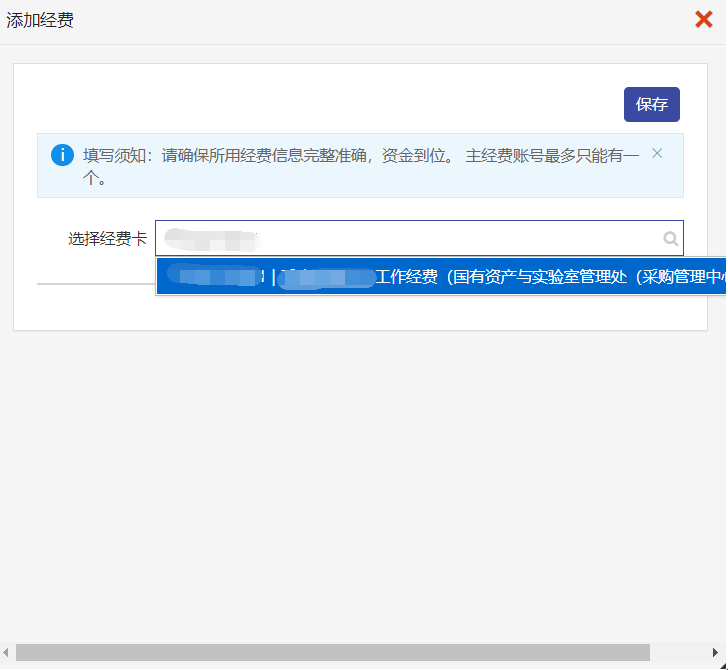 添加经费
保存
填写须知：请确保所用经费信息完整准确，资金到位。 主经费账号最多只能有一
个。
选择经费卡
| 工作经费（国有资产与实验室管理处（采购管理中